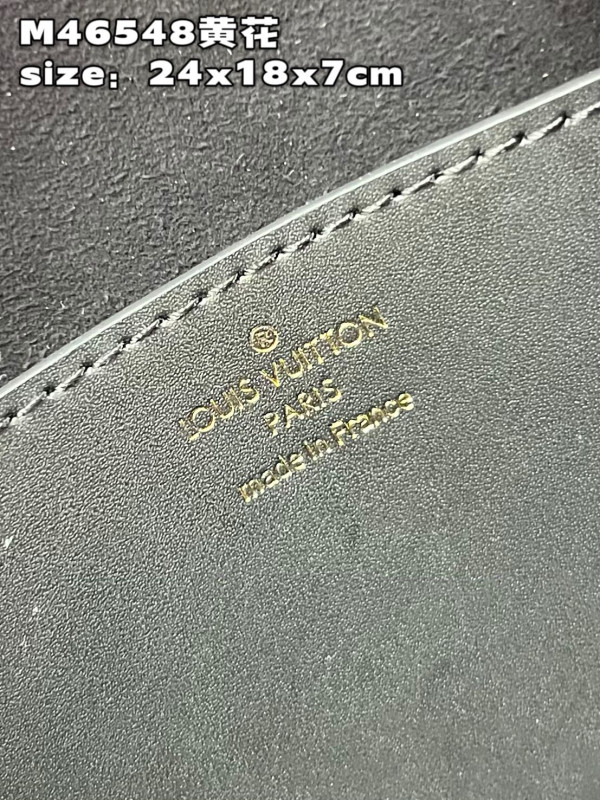 M46548黄花
size：24x18x7cm
®
LOUIS VUITTON
PARIS
made in France